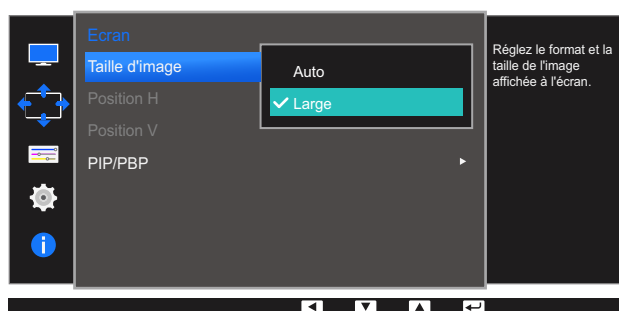 Ecran
Taille d'image
Auto
Position H
Large
Position V
PIP/PBP
Réglez le format et la
taille de l'image
affichée à l'écran.